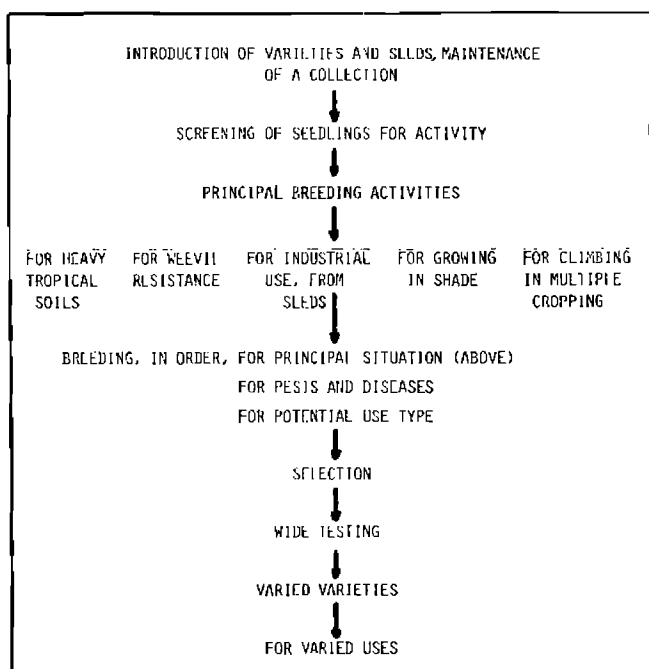 INTRODUCTION OF VARIETIES AND SEEDS, MAINTENANCE
OF A COLLECTION
SCREENING OF SEEDLINGS FOR ACTIVITY
PRINCIPAL BREEDING ACTIVITIES
FOR HEAVY FOR WEEVIL FOR INDUSTRIAL FOR GROWING FOR CLIMBING
TROPICAL RESISTANCE USE, FROM IN SHADE IN MULTIPLE
SOILS SEEDS CROPPING
BREEDING, IN ORDER, FOR PRINCIPAL SITUATION (ABOVE)
FOR PESTS AND DISEASES
FOR POTENTIAL USE TYPE
SELECTION
WIDE TESTING
VARIED VARIETIES
FOR VARIED USES